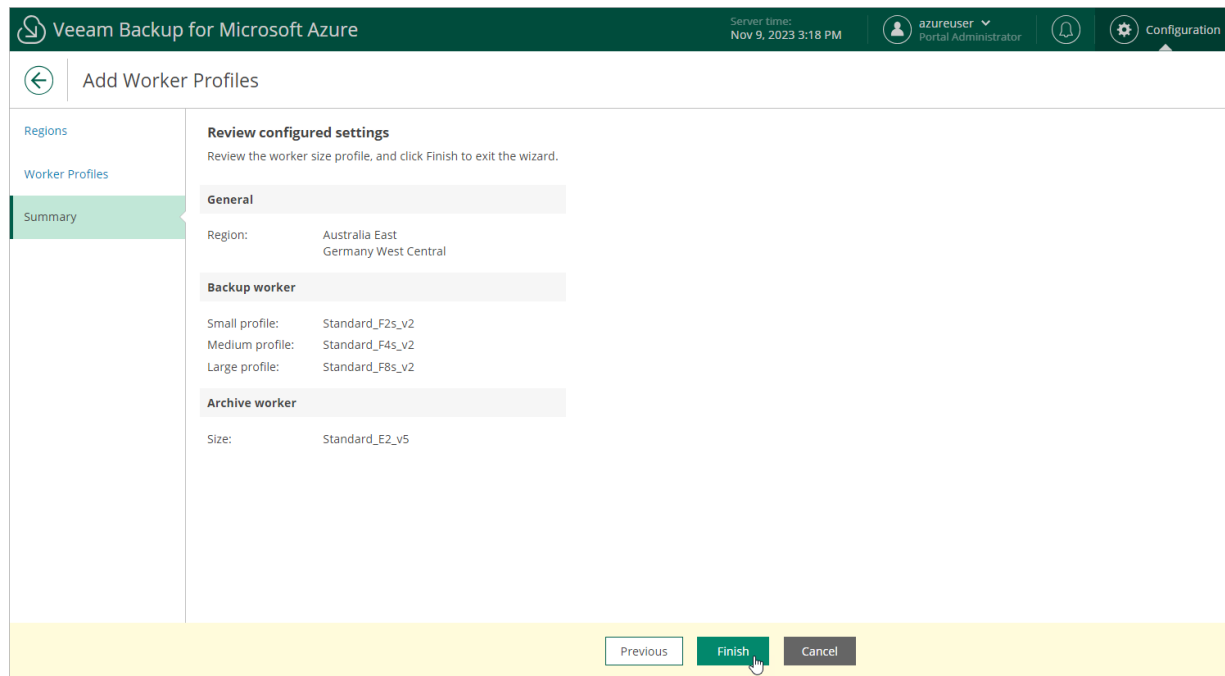 Veeam Backup for Microsoft Azure
Server time:
Nov 9, 2023 3:18 PM
azureuser
Portal Administrator
Configuration
Add Worker Profiles
Regions
Worker Profiles
Summary
Review configured settings
Review the worker size profile, and click Finish to exit the wizard.
General
Region: Australia East
Germany West Central
Backup worker
Small profile: Standard_F2s_v2
Medium profile: Standard_F4s_v2
Large profile: Standard_F8s_v2
Archive worker
Size: Standard_E2_v5
Previous Finish Cancel